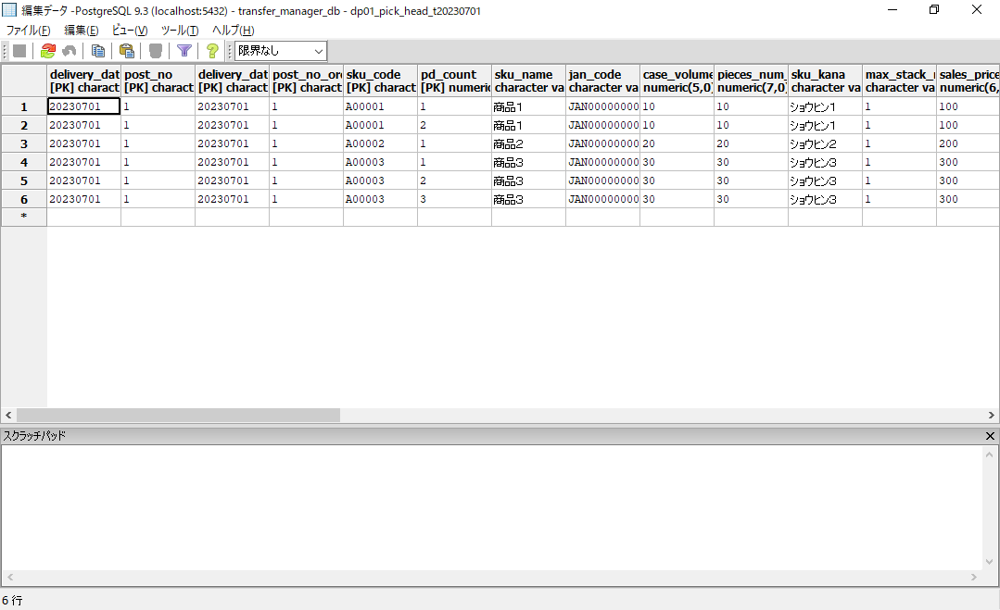 編集データ -PostgreSQL 9.3 (localhost:5432) - transfer_manager_db - dp01_pick_head_t20230701
ファイル(F) 編集(E) ビュー(V) ツール(T) ヘルプ(H)
限界なし
delivery_dat post_no delivery_dat post_no_ord sku_code pd_count sku_name jan_code case_volume pieces_num_ sku_kana max_stack_ sales_price
[PK] charact [PK] charact [PK] charact [PK] charact [PK] charact [PK] numeric character va character va numeric(5,0) numeric(7,0) character va character va numeric(6,
1 20230701 1 20230701 1 A00001 1 商品1 JAN00000000 10 10 ショウヒン1 1 100
2 20230701 1 20230701 1 A00001 2 商品1 JAN00000000 10 10 ショウヒン1 1 100
3 20230701 1 20230701 1 A00002 1 商品2 JAN00000000 20 20 ショウヒン2 1 200
4 20230701 1 20230701 1 A00003 1 商品3 JAN00000000 30 30 ショウヒン3 1 300
5 20230701 1 20230701 1 A00003 2 商品3 JAN00000000 30 30 ショウヒン3 1 300
6 20230701 1 20230701 1 A00003 3 商品3 JAN00000000 30 30 ショウヒン3 1 300
*
スクラッチパッド
6 行